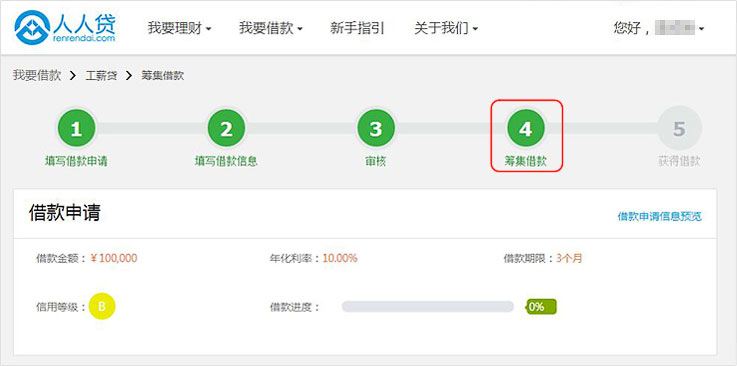 人人贷
renrendai.com
我要理财 我要借款 新手指引 关于我们 您好，
我要借款 > 工薪贷 > 筹集借款
1 2 3 4 5
填写借款申请 填写借款信息 审核 筹集借款 获得借款
借款申请 借款申请信息预览
借款金额：￥100,000 年化利率：10.00% 借款期限：3个月
信用等级：B 借款进度： 0%